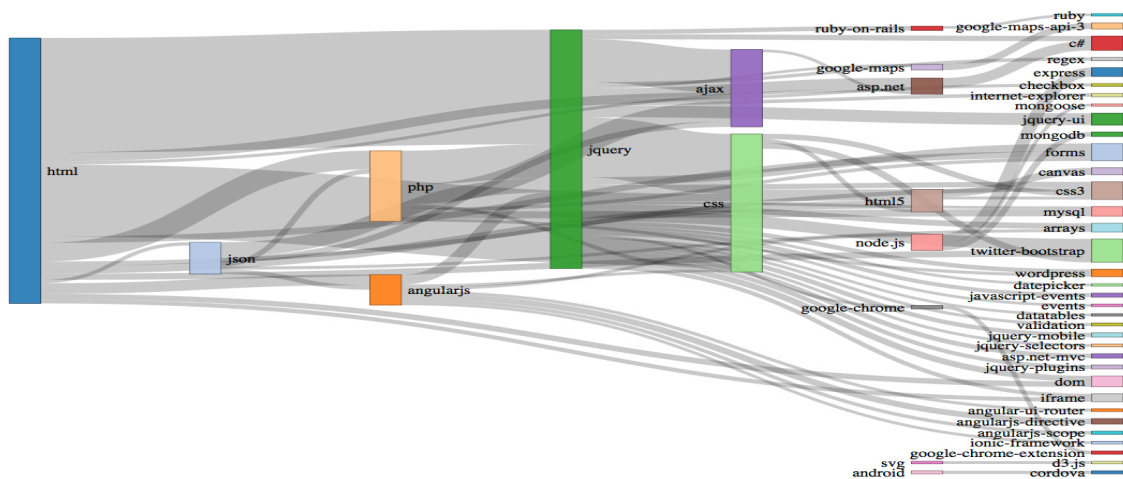 html
json
php
angularjs
jquery
ajax
css
ruby-on-rails
google-maps
asp.net
html5
node.js
google-chrome
svg
android
ruby
google-maps-api-3
c#
regex
express
checkbox
internet-explorer
mongoose
jquery-ui
mongodb
forms
canvas
css3
mysql
arrays
twitter-bootstrap
wordpress
datepicker
javascript-events
events
datatables
validation
jquery-mobile
jquery-selectors
asp.net-mvc
jquery-plugins
dom
iframe
angular-ui-router
angularjs-directive
angularjs-scope
ionic-framework
google-chrome-extension
d3.js
cordova